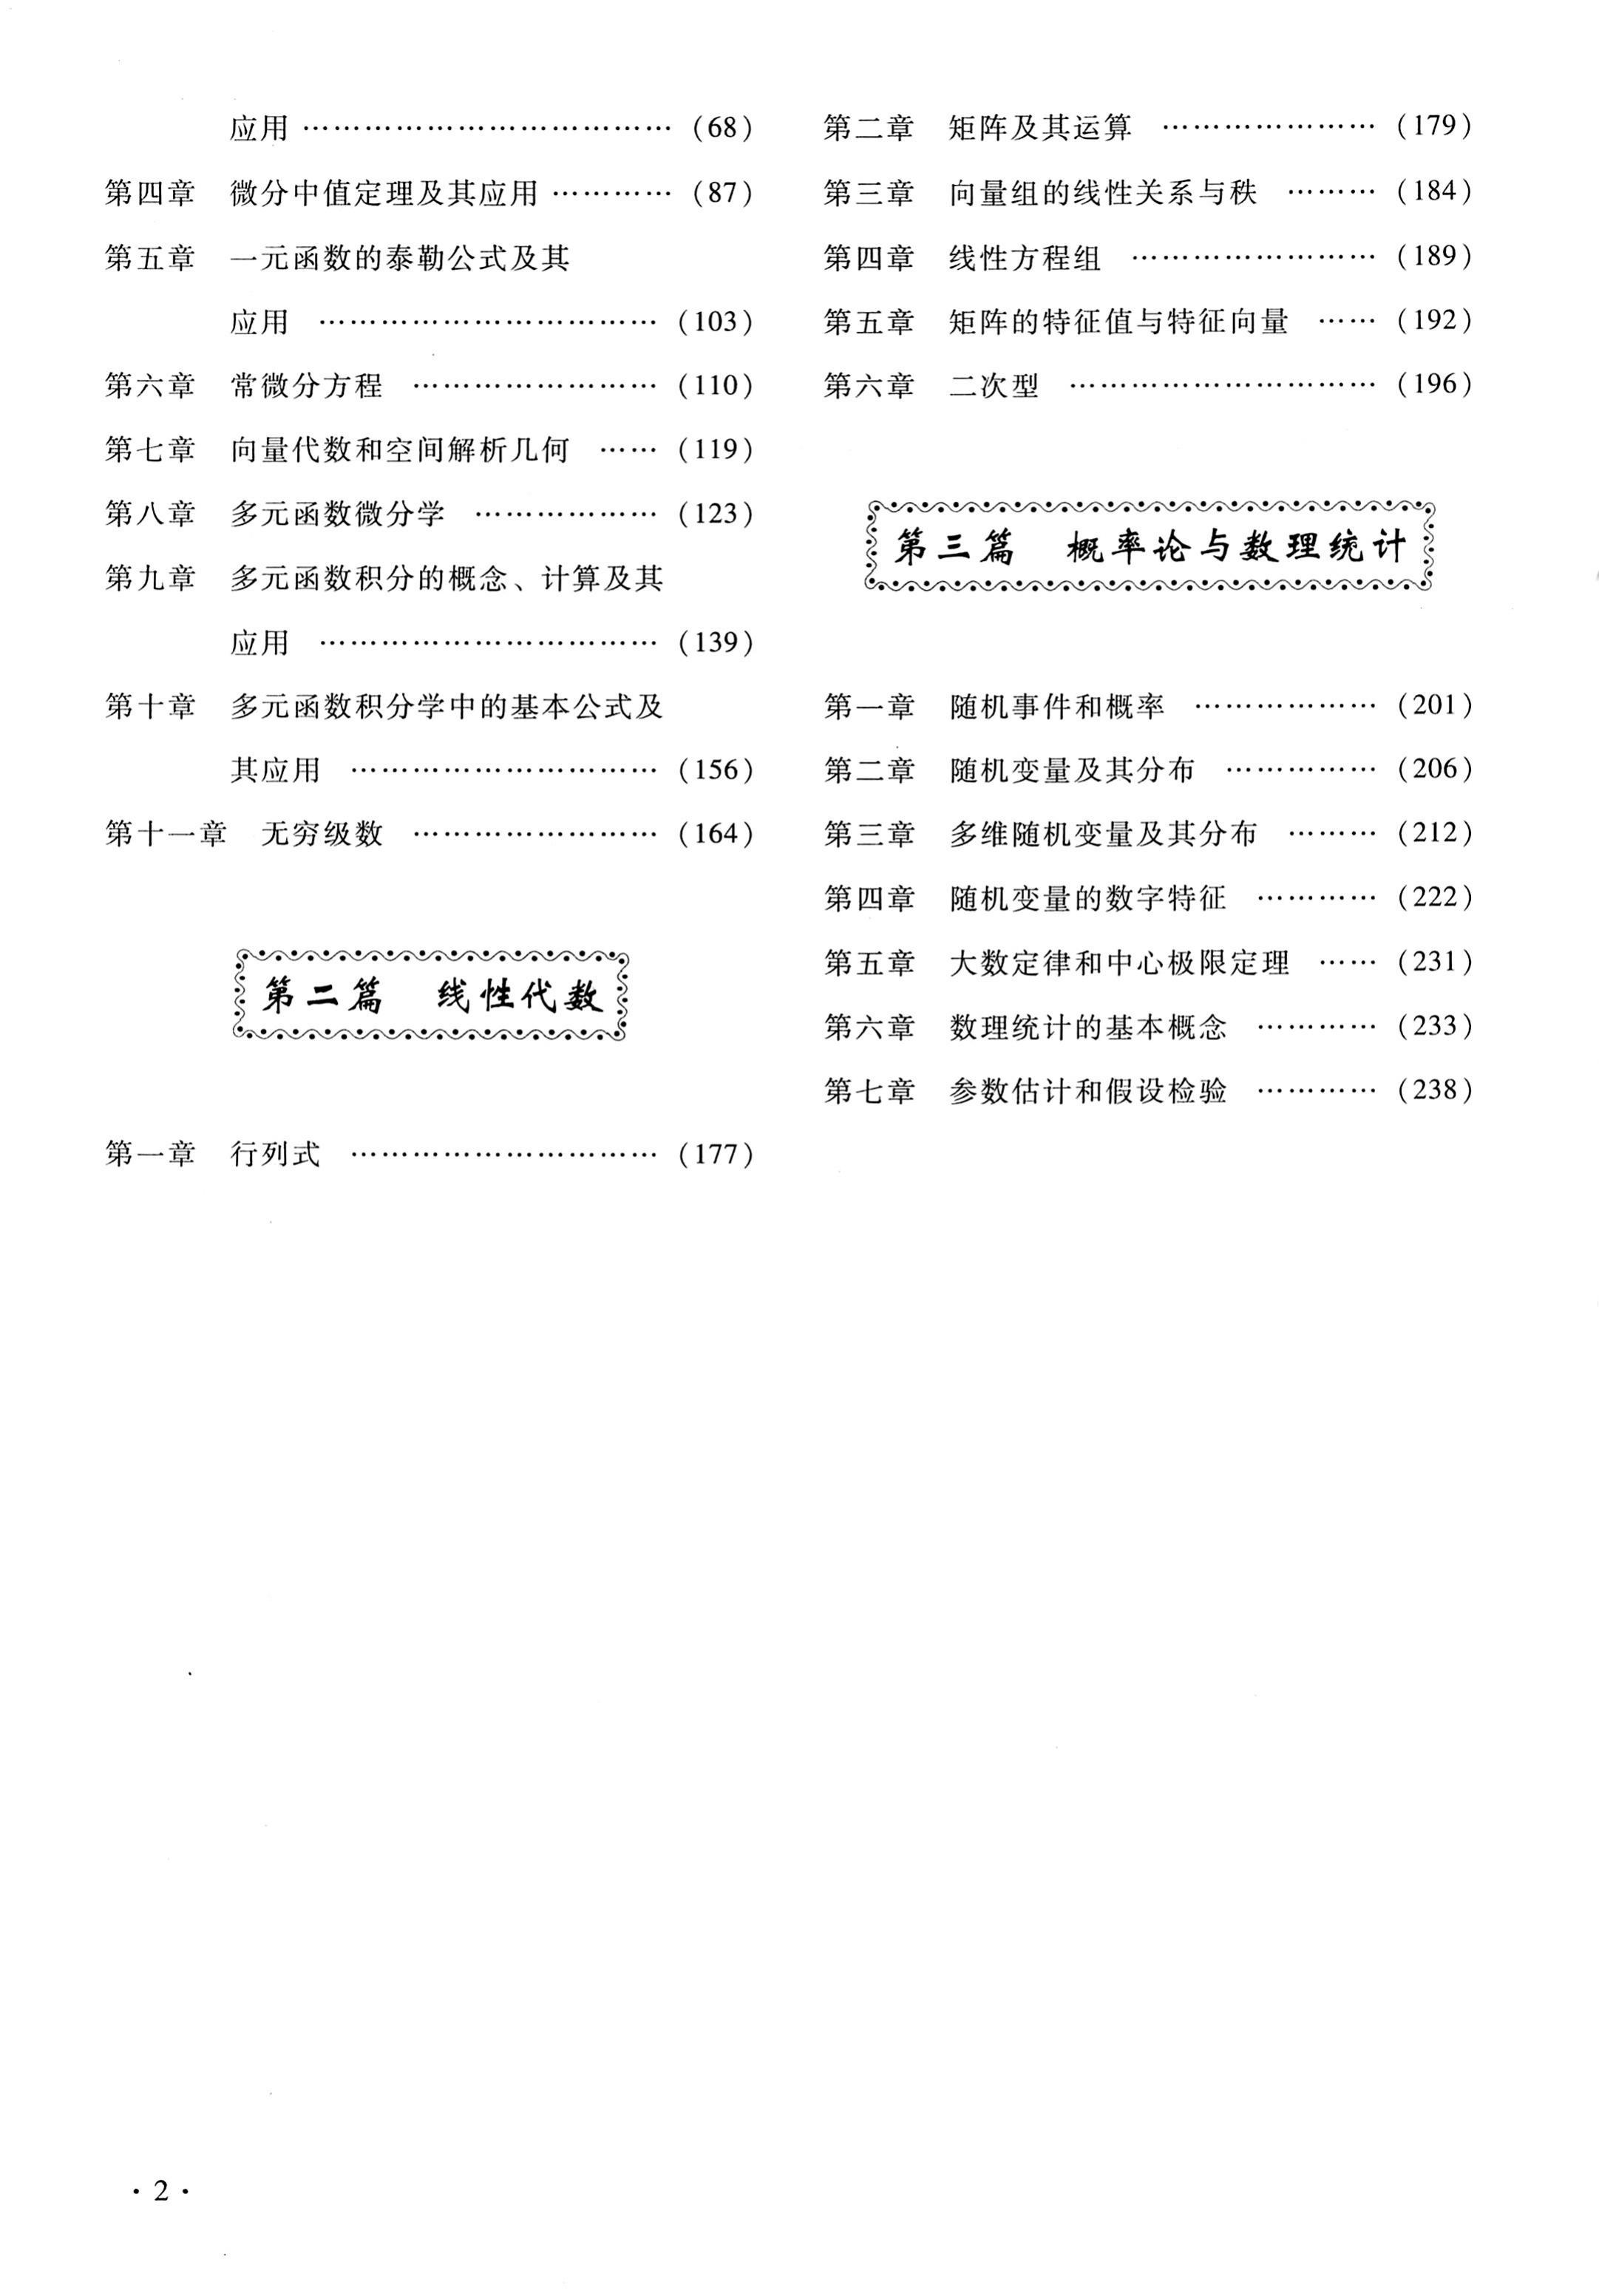 应用 …………………………… (68)
第四章 微分中值定理及其应用 ………… (87)
第五章 一元函数的泰勒公式及其
应用 …………………………… (103)
第六章 常微分方程 …………………… (110)
第七章 向量代数和空间解析几何 …… (119)
第八章 多元函数微分学 ……………… (123)
第九章 多元函数积分的概念、计算及其
应用 …………………………… (139)
第十章 多元函数积分学中的基本公式及
其应用 ………………………… (156)
第十一章 无穷级数 …………………… (164)
第二篇 线性代数
第一章 行列式 ………………………… (177)
第二章 矩阵及其运算 ………………… (179)
第三章 向量组的线性关系与秩 ……… (184)
第四章 线性方程组 …………………… (189)
第五章 矩阵的特征值与特征向量 …… (192)
第六章 二次型 ………………………… (196)
第三篇 概率论与数理统计
第一章 随机事件和概率 ……………… (201)
第二章 随机变量及其分布 …………… (206)
第三章 多维随机变量及其分布 ……… (212)
第四章 随机变量的数字特征 ………… (222)
第五章 大数定律和中心极限定理 …… (231)
第六章 数理统计的基本概念 ………… (233)
第七章 参数估计和假设检验 ………… (238)
· 2 ·